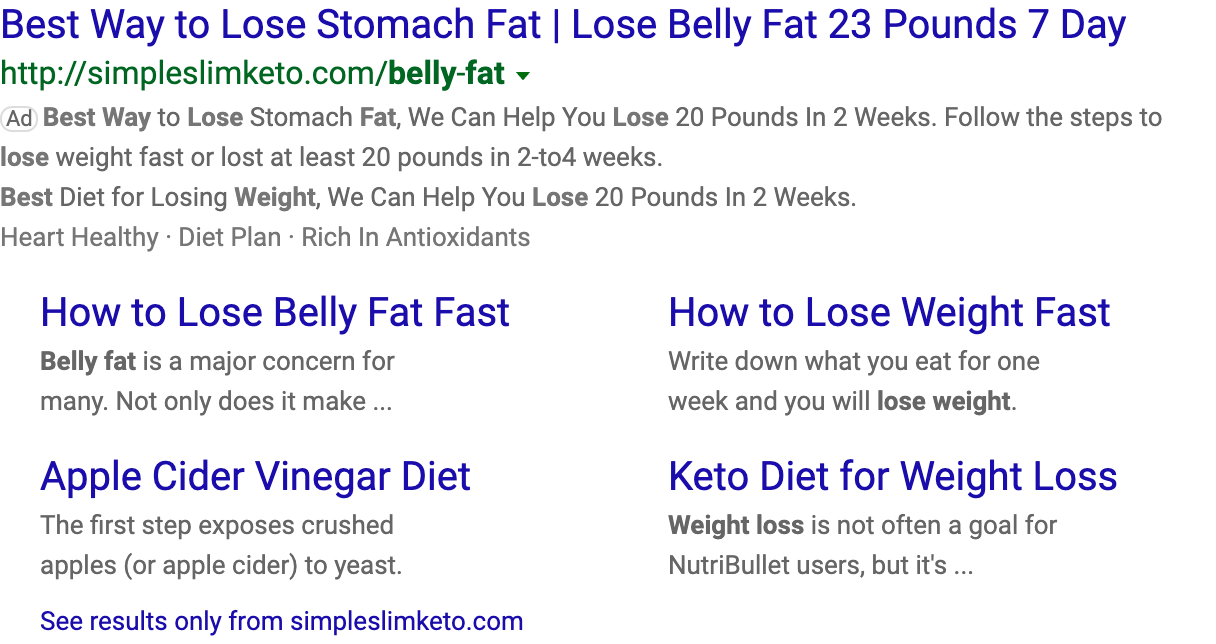 Best Way to Lose Stomach Fat | Lose Belly Fat 23 Pounds 7 Day
http://simpleslimketo.com/belly-fat
Ad Best Way to Lose Stomach Fat, We Can Help You Lose 20 Pounds In 2 Weeks. Follow the steps to
lose weight fast or lost at least 20 pounds in 2-to4 weeks.
Best Diet for Losing Weight, We Can Help You Lose 20 Pounds In 2 Weeks.
Heart Healthy · Diet Plan · Rich In Antioxidants
How to Lose Belly Fat Fast
Belly fat is a major concern for
many. Not only does it make ...
How to Lose Weight Fast
Write down what you eat for one
week and you will lose weight.
Apple Cider Vinegar Diet
The first step exposes crushed
apples (or apple cider) to yeast.
Keto Diet for Weight Loss
Weight loss is not often a goal for
NutriBullet users, but it's ...
See results only from simpleslimketo.com